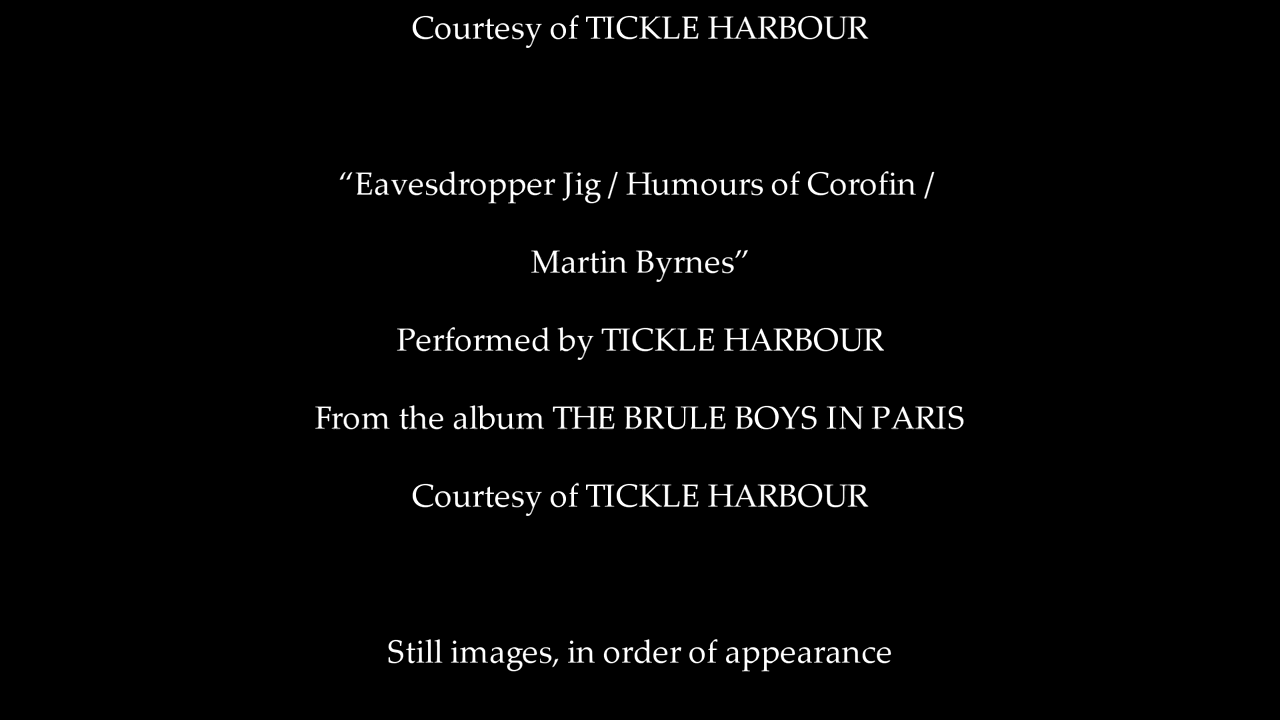 Courtesy of TICKLE HARBOUR
“Eavesdropper Jig / Humours of Corofin /
Martin Byrnes”
Performed by TICKLE HARBOUR
From the album THE BRULE BOYS IN PARIS
Courtesy of TICKLE HARBOUR
Still images, in order of appearance